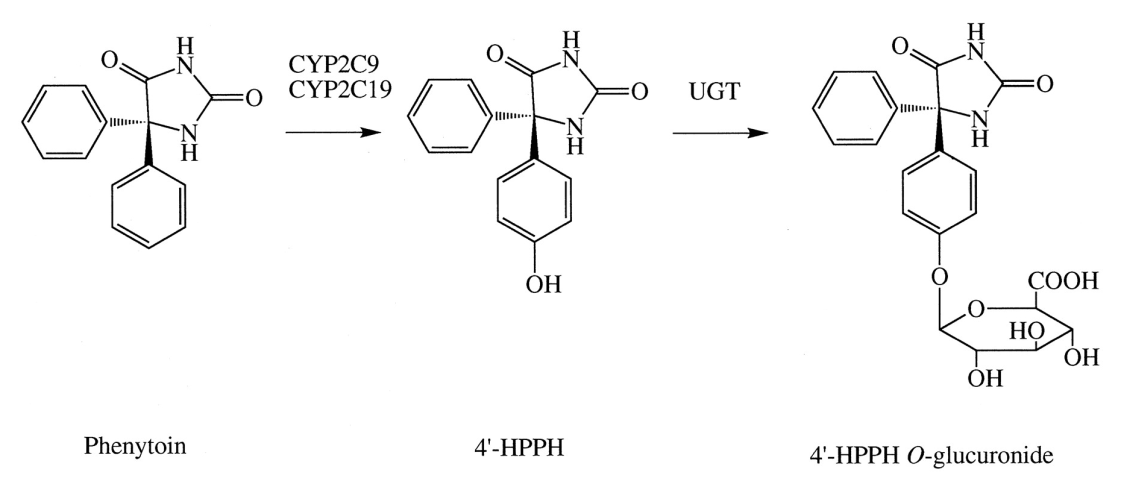 H
O
N
O
N
H
CYP2C9
CYP2C19
H
O
N
O
N
H
OH
UGT
H
O
N
O
N
H
O
COOH
O
HO
OH
OH
Phenytoin
4'-HPPH
4'-HPPH O-glucuronide